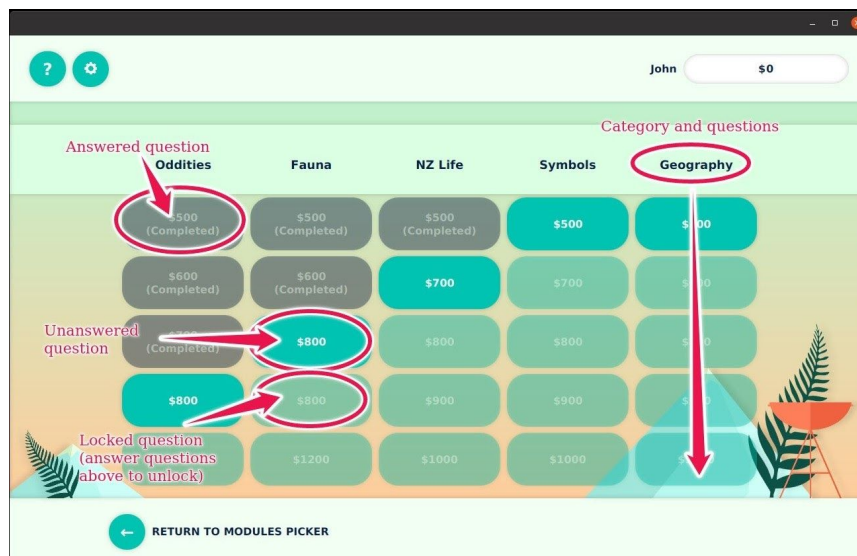 ?
John $0
Category and questions
Answered question
Oddities Fauna NZ Life Symbols Geography
$500 $500 $500 $500
(Completed) (Completed) (Completed)
$600 $600 $700 $700
(Completed) (Completed)
Unanswered
question
(Completed) $800 $800 $800
$800 $800 $900 $900
Locked question
(answer questions
above to unlock)
$1200 $1000 $1000
← RETURN TO MODULES PICKER